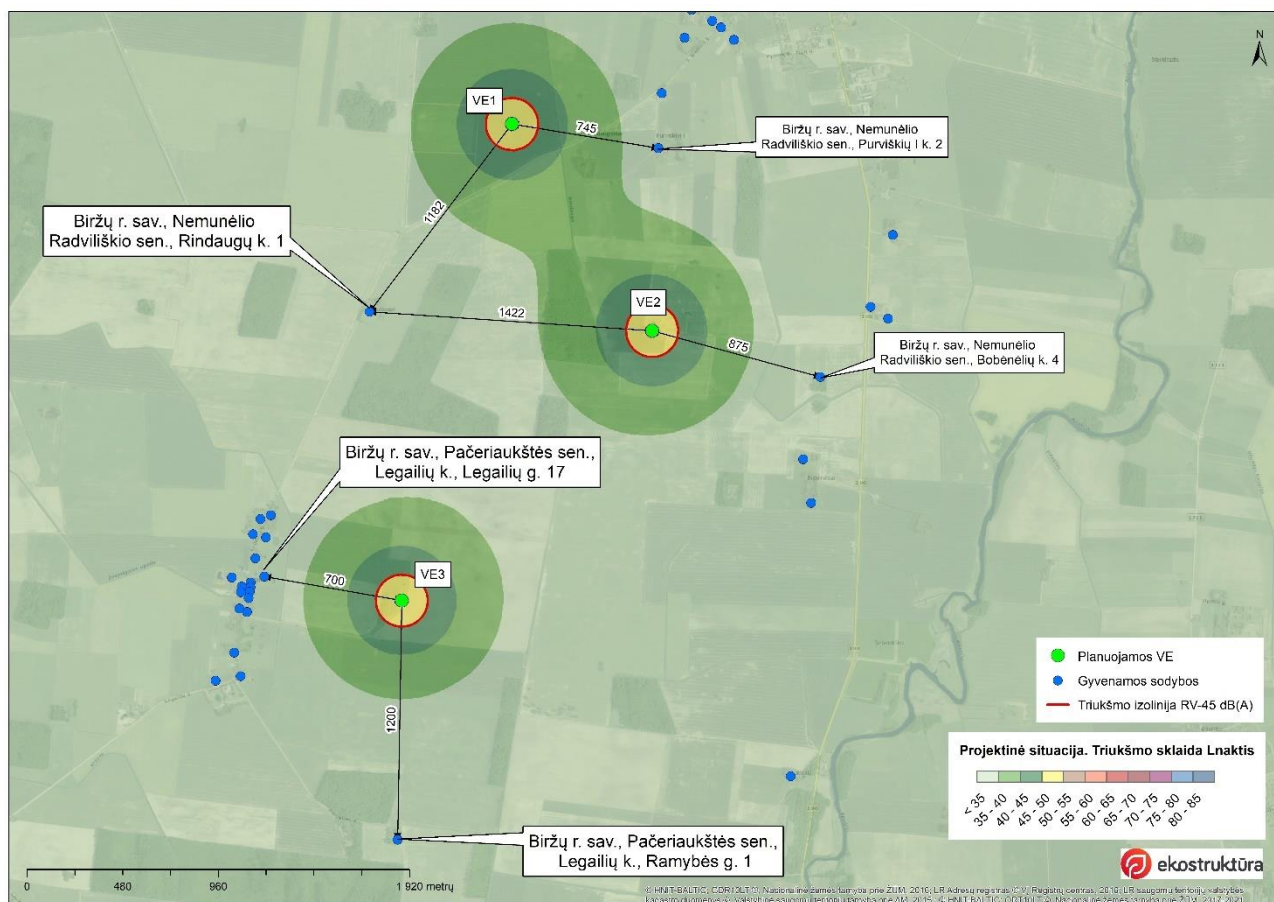 N
VE1
745
Biržų r. sav., Nemunėlio
Radviliškio sen., Purviškių I k. 2
1182
Biržų r. sav., Nemunėlio
Radviliškio sen., Rindaugų k. 1
VE2
1422
875
Biržų r. sav., Nemunėlio
Radviliškio sen., Bobėnėlių k. 4
Biržų r. sav., Pačeriaukštės sen.,
Legailių k., Legailių g. 17
700
VE3
1200
Biržų r. sav., Pačeriaukštės sen.,
Legailių k., Ramybės g. 1
Planuojamos VE
Gyvenamos sodybos
Triukšmo izolinija RV-45 dB(A)
Projektinė situacija. Triukšmo sklaida Lnaktis
< 35
35 - 40
40 - 45
45 - 50
50 - 55
55 - 60
60 - 65
65 - 70
70 - 75
75 - 80
80 - 85
0 480 960 1 920 metrų
ekostruktūra